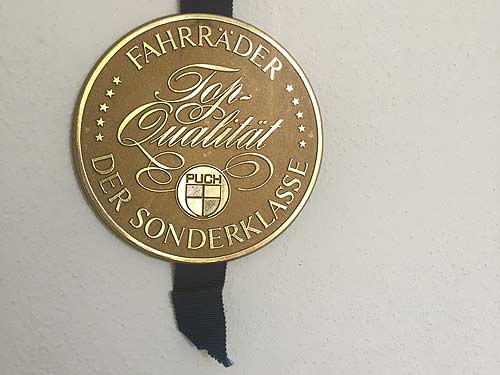 FAHRRÄDER
Top-
Qualität
PUCH
DER SONDERKLASSE